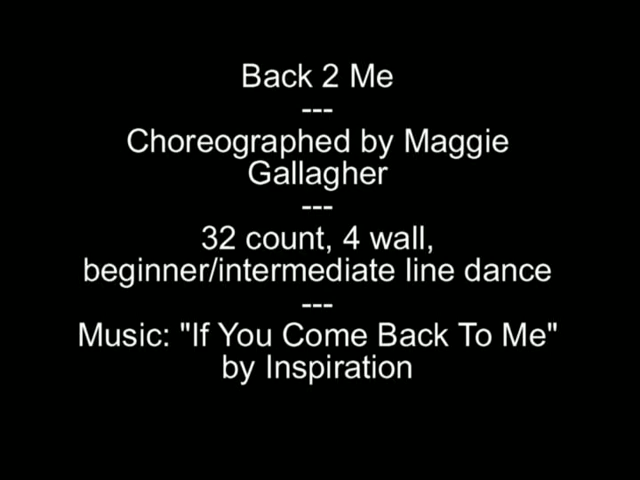 Back 2 Me
---
Choreographed by Maggie
Gallagher
---
32 count, 4 wall,
beginner/intermediate line dance
---
Music: "If You Come Back To Me"
by Inspiration